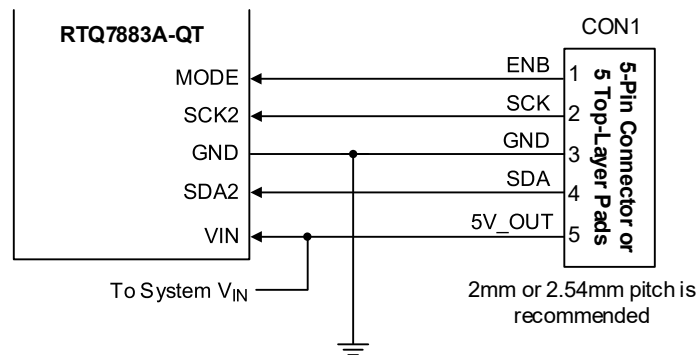 RTQ7883A-QT
CON1
MODE
ENB
1
SCK2
SCK
2
GND
GND
3
SDA2
SDA
4
VIN
5V_OUT
5
5-Pin Connector or
5 Top-Layer Pads
To System VIN
2mm or 2.54mm pitch is
recommended